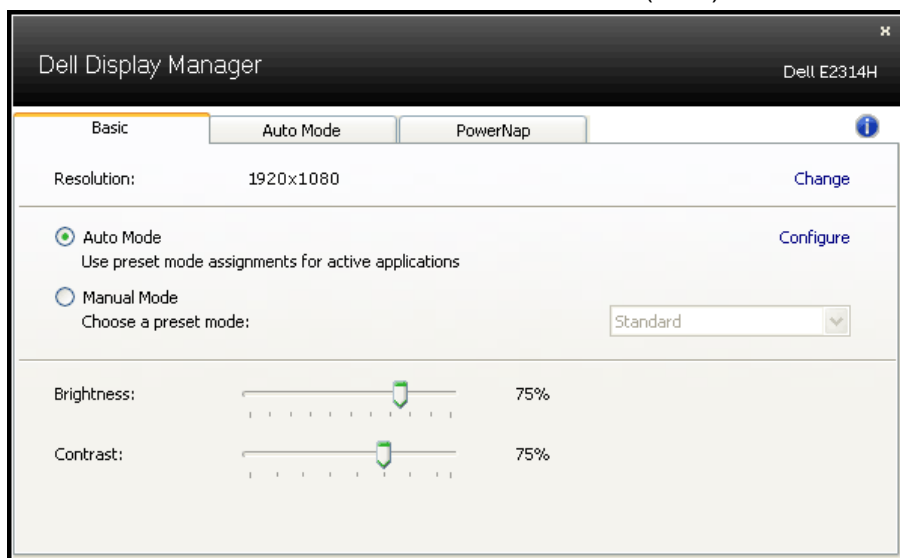 Dell Display Manager
Dell E2314H
Basic Auto Mode PowerNap
Resolution: 1920x1080 Change
Auto Mode Configure
Use preset mode assignments for active applications
Manual Mode
Choose a preset mode: Standard
Brightness: 75%
Contrast: 75%